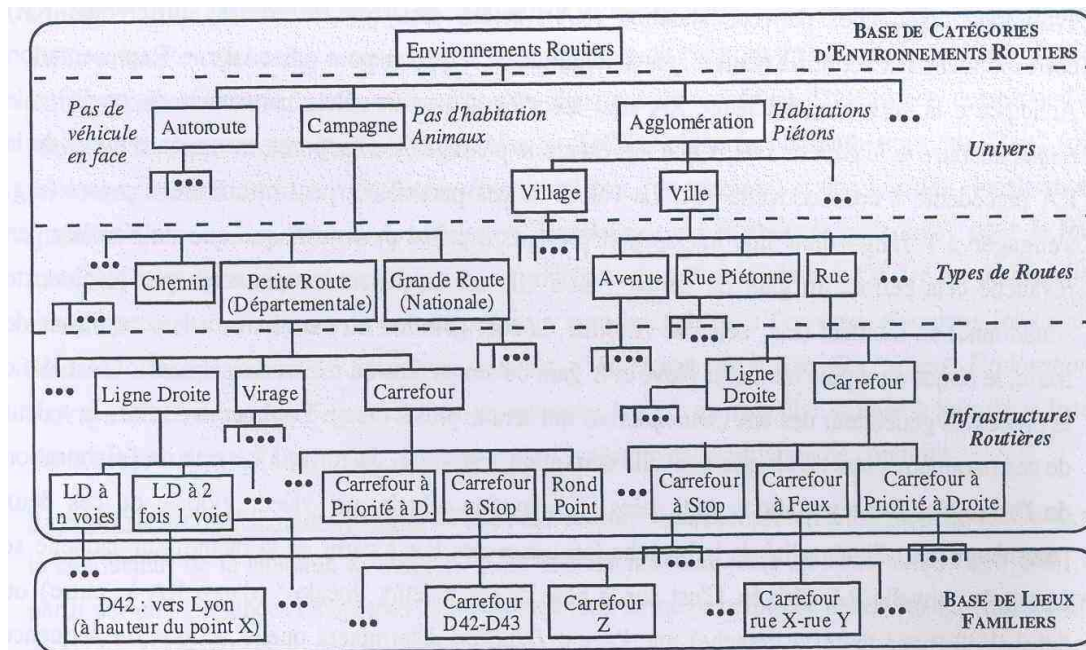 Environnements Routiers
BASE DE CATÉGORIES
D'ENVIRONNEMENTS ROUTIERS
Pas de
véhicule
en face
Autoroute
Campagne
Pas d'habitation
Animaux
Agglomération
Habitations
Piétons
Univers
Village
Ville
Chemin
Petite Route
(Départementale)
Grande Route
(Nationale)
Avenue
Rue Piétonne
Rue
Types de Routes
Ligne Droite
Virage
Carrefour
Ligne
Droite
Carrefour
Infrastructures
Routières
LD à
n voies
LD à 2
fois 1 voie
Carrefour à
Priorité à D.
Carrefour
à Stop
Rond
Point
Carrefour
à Stop
Carrefour
à Feux
Carrefour à
Priorité à Droite
D42 : vers Lyon
(à hauteur du point X)
Carrefour
D42-D43
Carrefour
Z
Carrefour
rue X-rue Y
BASE DE LIEUX
FAMILIERS